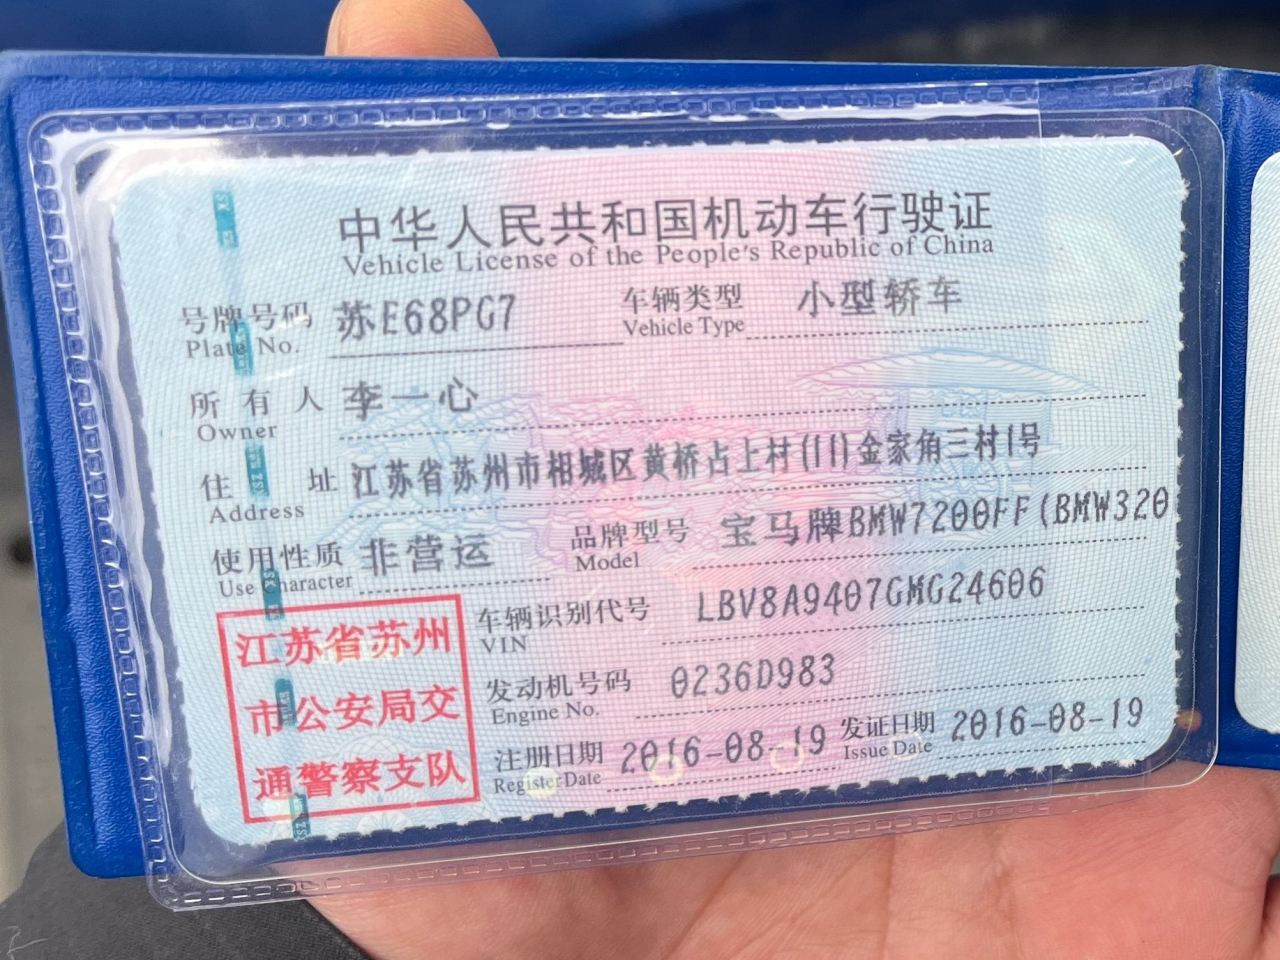 中华人民共和国机动车行驶证
Vehicle License of the People's Republic of China
号牌号码 苏E68PG7 车辆类型 小型轿车
Plate No. Vehicle Type
所有人 李一心
Owner
住址 江苏省苏州市相城区黄桥占上村(11)金家角三村1号
Address
使用性质 非营运 品牌型号 宝马牌BMW7200FF(BMW320
Use Character Model
江苏省苏州
市公安局交
通警察支队
车辆识别代号 LBV8A9407GMG24606
VIN
发动机号码 0236D983
Engine No.
注册日期 2016-08-19 发证日期 2016-08-19
Register Date Issue Date